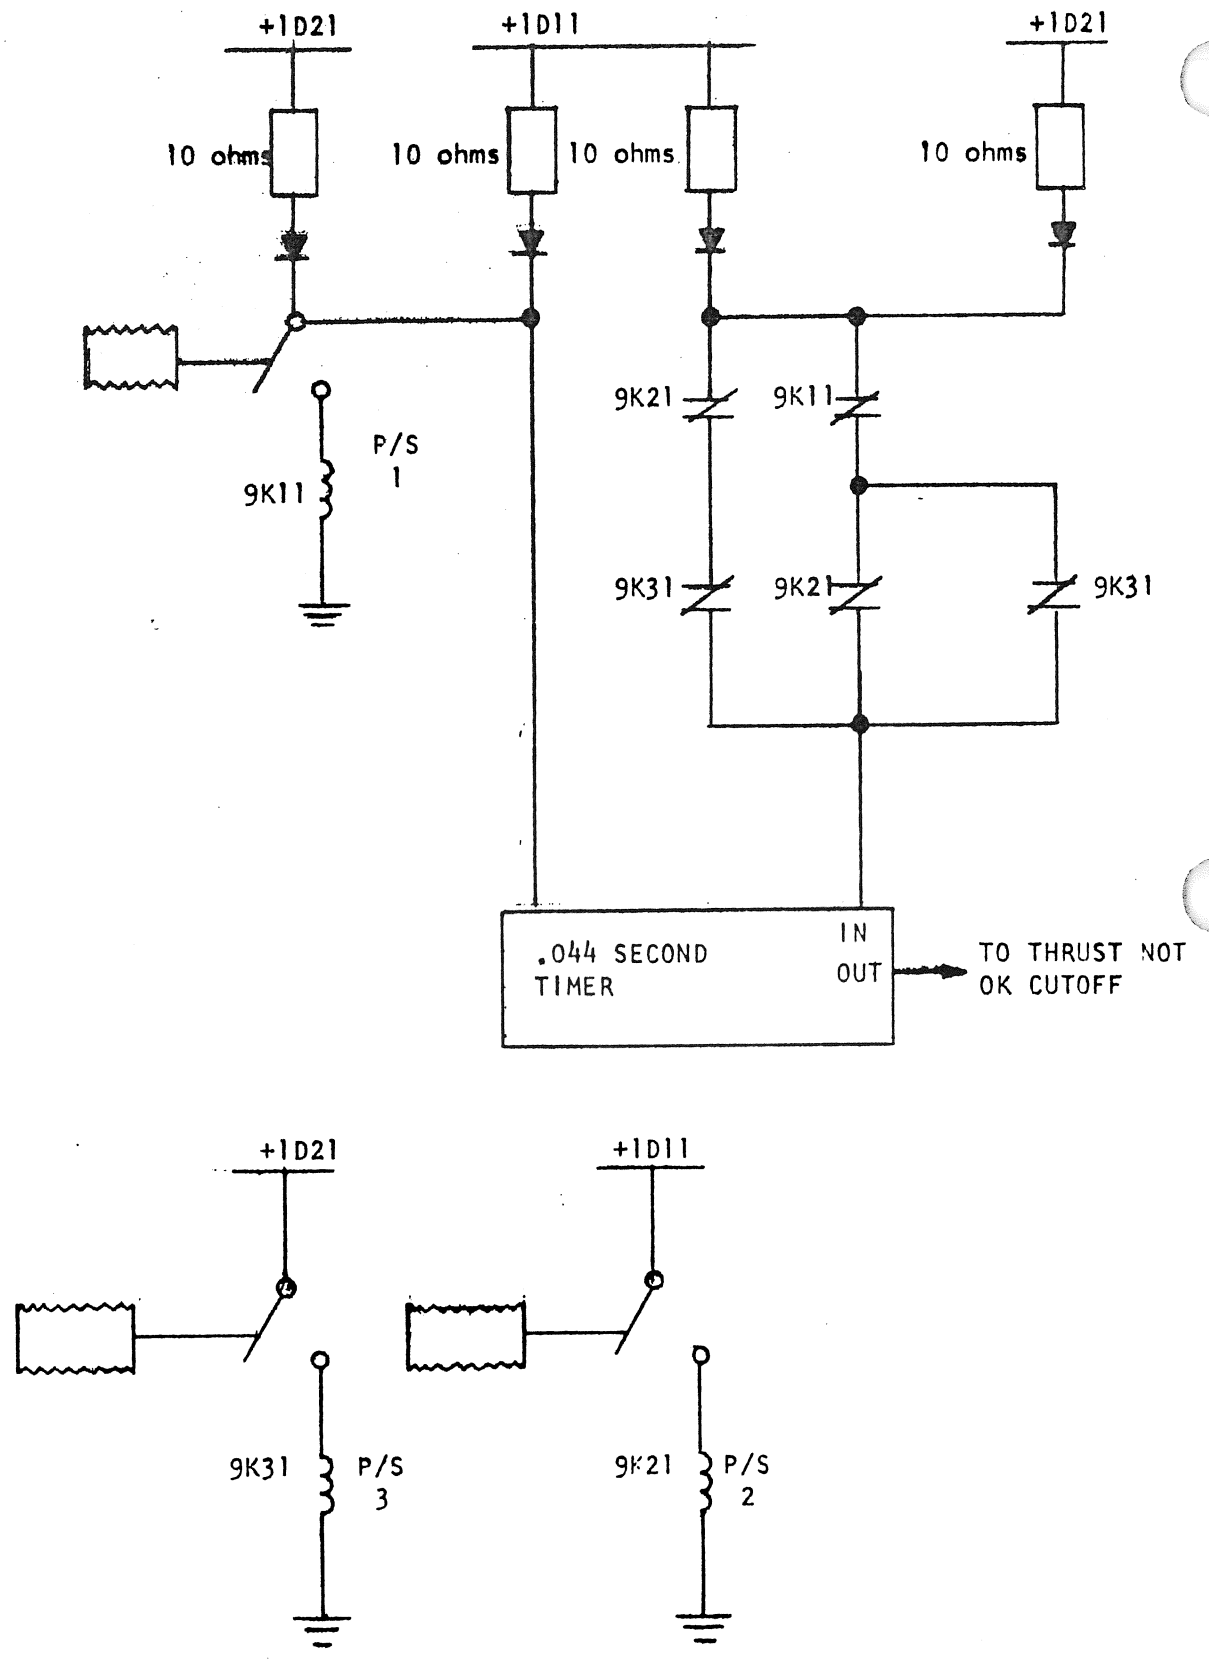 +1D21
+1D11
+1D21
10 ohms
10 ohms
10 ohms
10 ohms
9K21
9K11
P/S
1
9K11
9K31
9K21
9K31
.044 SECOND
TIMER
IN
OUT
TO THRUST NOT
OK CUTOFF
+1D21
+1D11
9K31
P/S
3
9K21
P/S
2